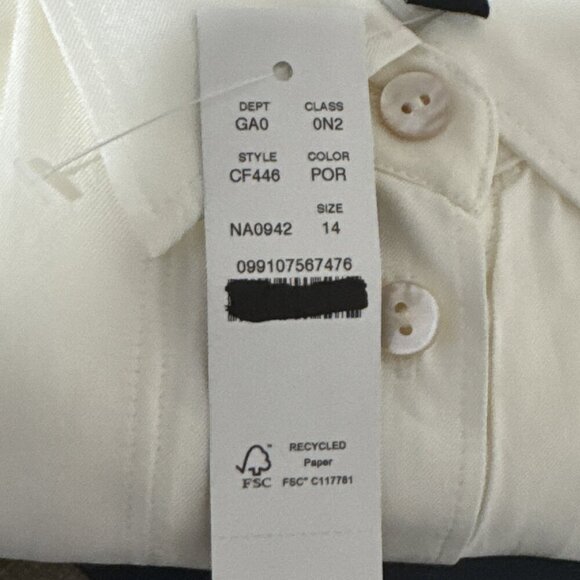 DEPT CLASS
GA0 0N2
STYLE COLOR
CF446 POR
SIZE
NA0942 14
099107567476
RECYCLED
Paper
FSC™
FSC® C117781